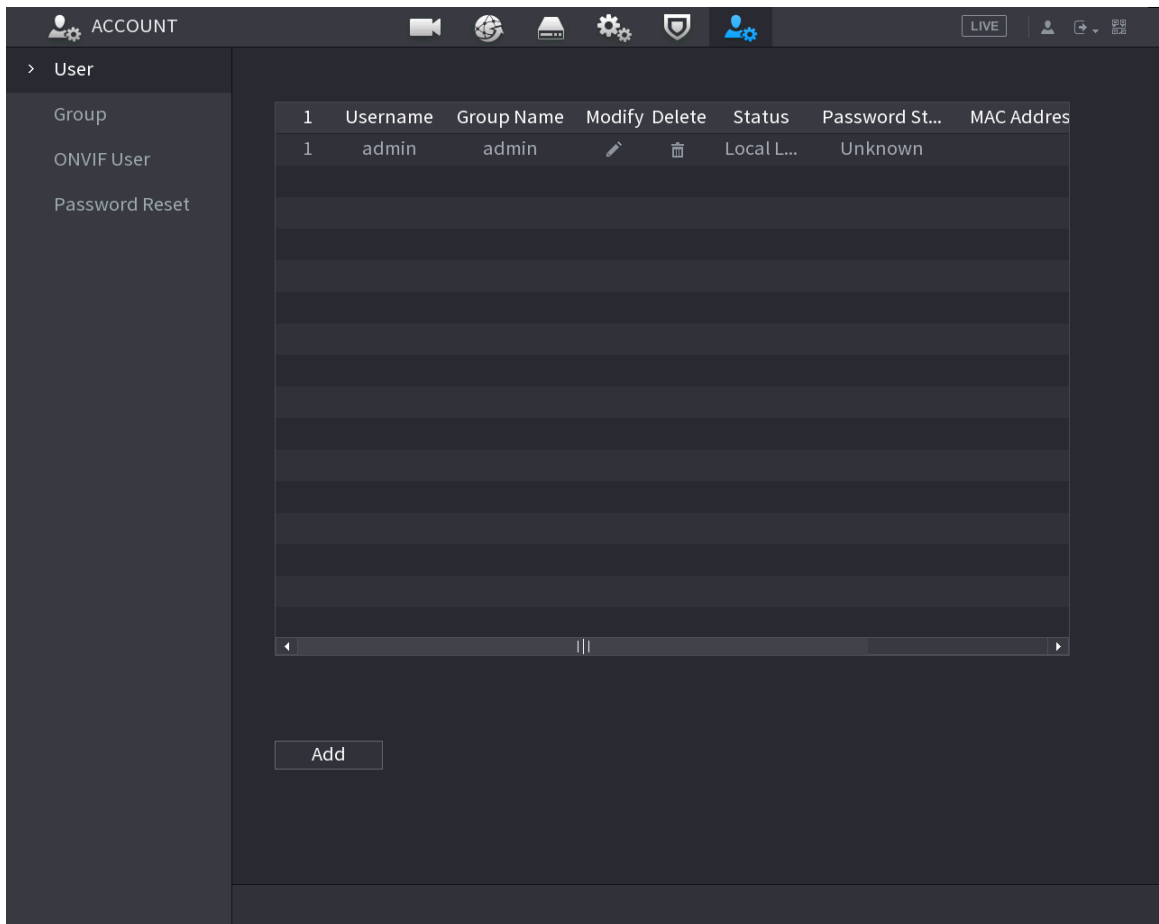 ACCOUNT LIVE
User
Group
ONVIF User
Password Reset
1 Username Group Name Modify Delete Status Password St... MAC Addres
1 admin admin Local L... Unknown
Add